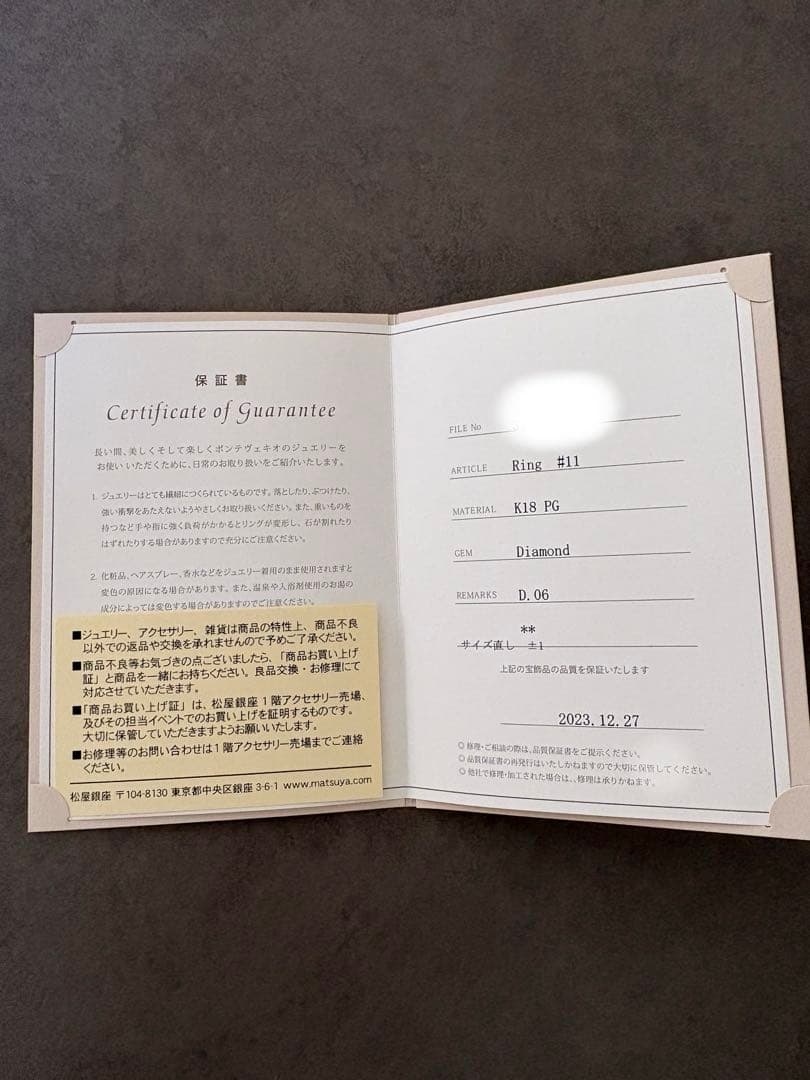 保証書
Certificate of Guarantee
長い間、美しくそして楽しくポンテヴェキオのジュエリーを
お使いいただくために、日常のお取り扱いをご紹介いたします。
1. ジュエリーはとても繊細につくられているものです。落としたり、ぶつけたり、
強い衝撃をあたえないようやさしくお取り扱いください。また、重いものを
持つなど手や指に強く負荷がかかるとリングが変形し、石が割れたり
はずれたりする場合がありますので充分にご注意ください。
2. 化粧品、ヘアスプレー、香水などをジュエリー着用のまま使用されますと
変色の原因になる場合があります。また、温泉や入浴剤使用のお湯の
成分によっては変色する場合がありますのでご注意ください。
■ジュエリー、アクセサリー、雑貨は商品の特性上、商品不良
以外での返品や交換を承れませんので予めご了承ください。
■商品不良等お気づきの点ございましたら、「商品お買い上げ
証」と商品を一緒にお持ちください。良品交換・お修理にて
対応させていただきます。
■「商品お買い上げ証」は、松屋銀座1階アクセサリー売場、
及びその担当イベントでのお買い上げを証明するものです。
大切に保管していただきますようお願いいたします。
■お修理等のお問い合わせは1階アクセサリー売場までご連絡
ください。
松屋銀座 〒104-8130 東京都中央区銀座3-6-1 www.matsuya.com
FILE No
ARTICLE Ring #11
MATERIAL K18 PG
GEM Diamond
REMARKS D.06
**
サイズ直し ±1
上記の宝飾品の品質を保証いたします
2023.12.27
◎ 修理・ご相談の際は、品質保証書をご提示ください。
◎ 品質保証書の再発行はいたしかねますので大切に保管してください。
◎ 他社で修理・加工された場合は、修理は承りかねます。